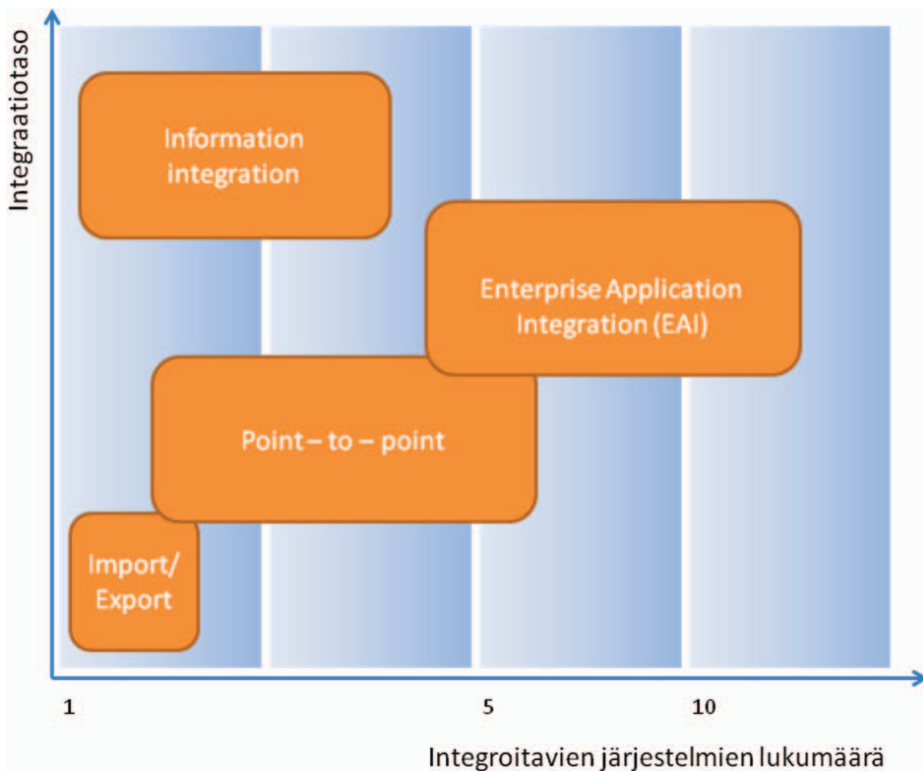 Integraatiotaso
Information
integration
Enterprise Application
Integration (EAI)
Point – to – point
Import/
Export
1
5
10
Integroitavien järjestelmien lukumäärä